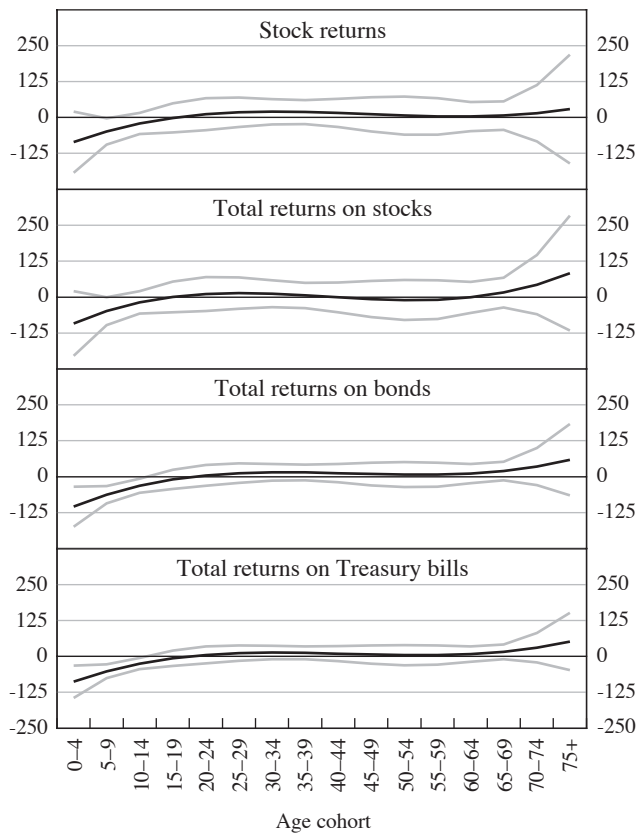 Stock returns
250 250
125 125
0 0
-125 -125
Total returns on stocks
250 250
125 125
0 0
-125 -125
Total returns on bonds
250 250
125 125
0 0
-125 -125
Total returns on Treasury bills
250 250
125 125
0 0
-125 -125
-250 -250
0–4 5–9 10–14 15–19 20–24 25–29 30–34 35–39 40–44 45–49 50–54 55–59 60–64 65–69 70–74 75+
Age cohort